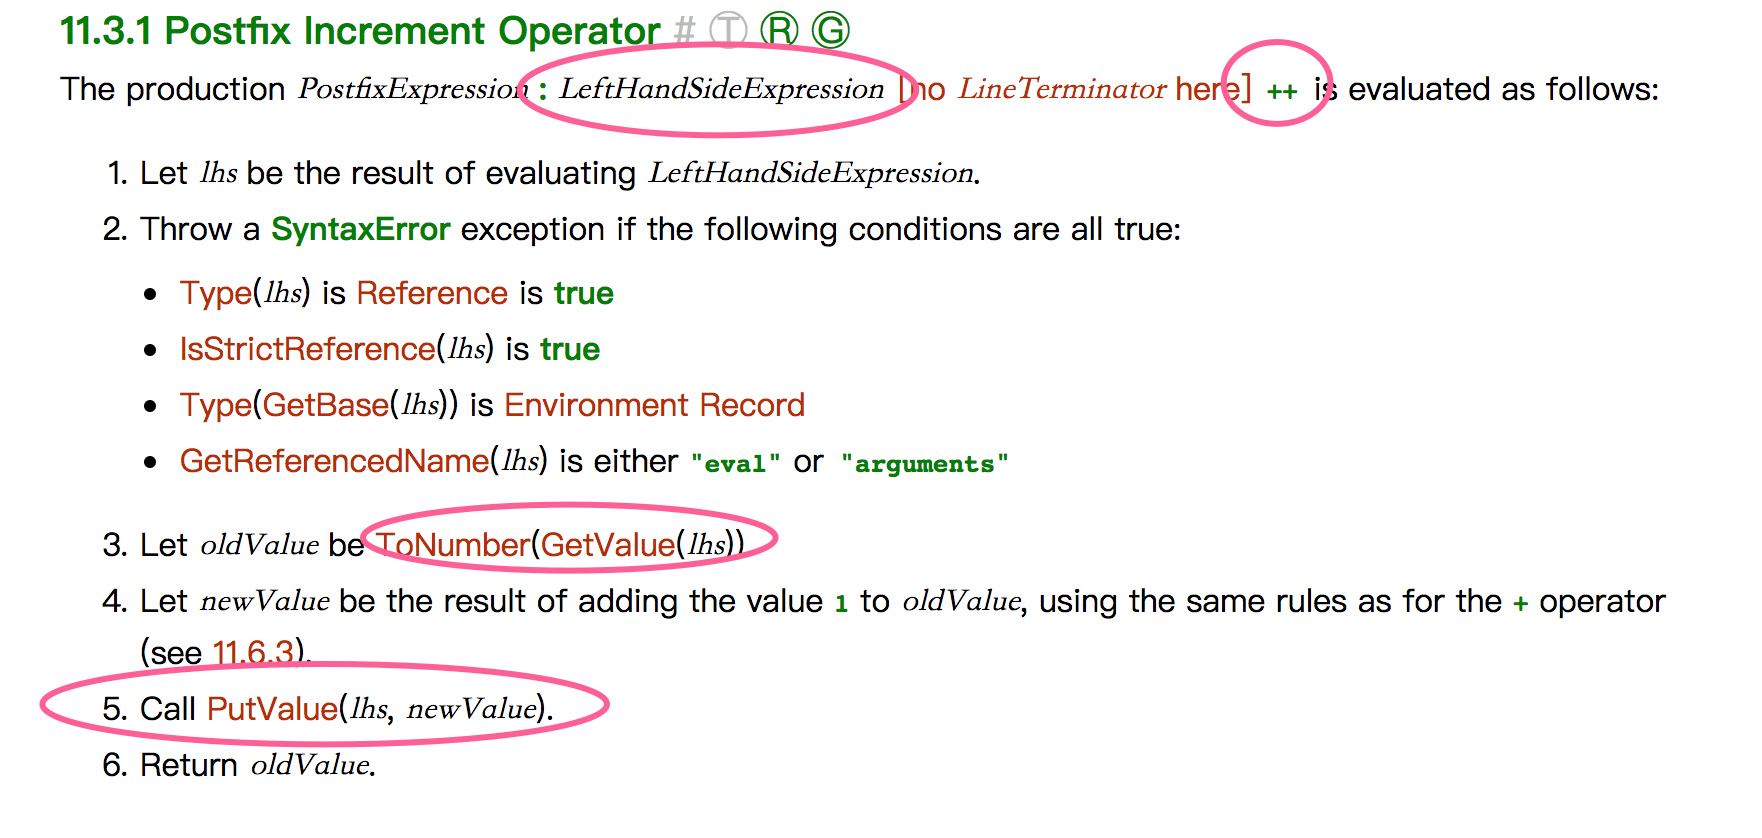 11.3.1 Postfix Increment Operator # Ⓣ Ⓡ Ⓖ
The production PostfixExpression : LeftHandSideExpression [no LineTerminator here] ++ is evaluated as follows:
1. Let lhs be the result of evaluating LeftHandSideExpression.
2. Throw a SyntaxError exception if the following conditions are all true:
• Type(lhs) is Reference is true
• IsStrictReference(lhs) is true
• Type(GetBase(lhs)) is Environment Record
• GetReferencedName(lhs) is either "eval" or "arguments"
3. Let oldValue be ToNumber(GetValue(lhs))
4. Let newValue be the result of adding the value 1 to oldValue, using the same rules as for the + operator
(see 11.6.3).
5. Call PutValue(lhs, newValue).
6. Return oldValue.